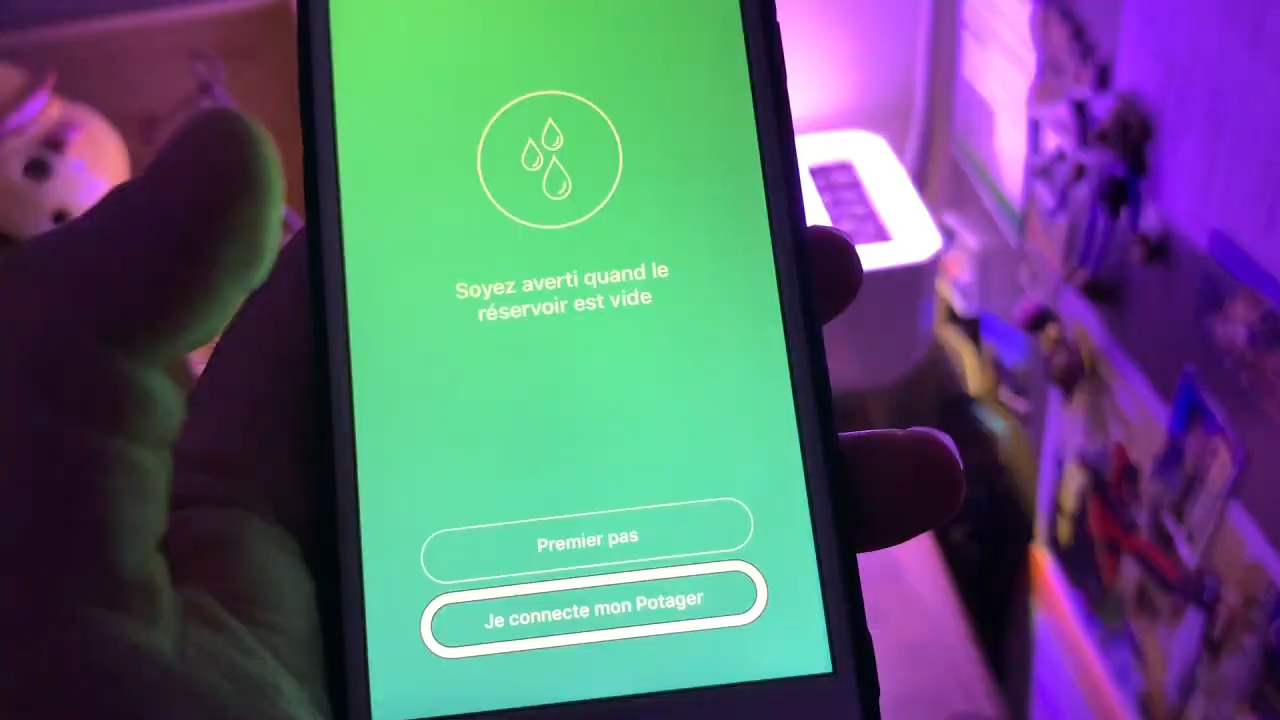 Soyez averti quand le
réservoir est vide
Premier pas
Je connecte mon Potager